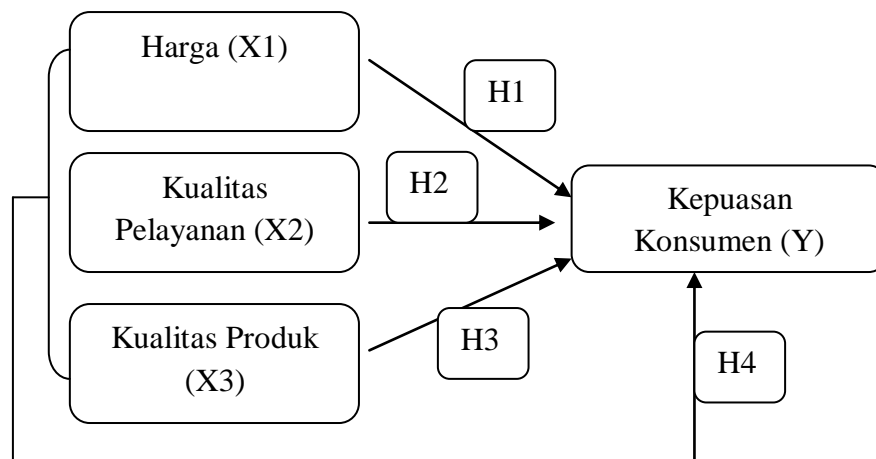 Harga (X1)
H1
Kualitas
Pelayanan (X2)
H2
Kepuasan
Konsumen (Y)
Kualitas Produk
(X3)
H3
H4